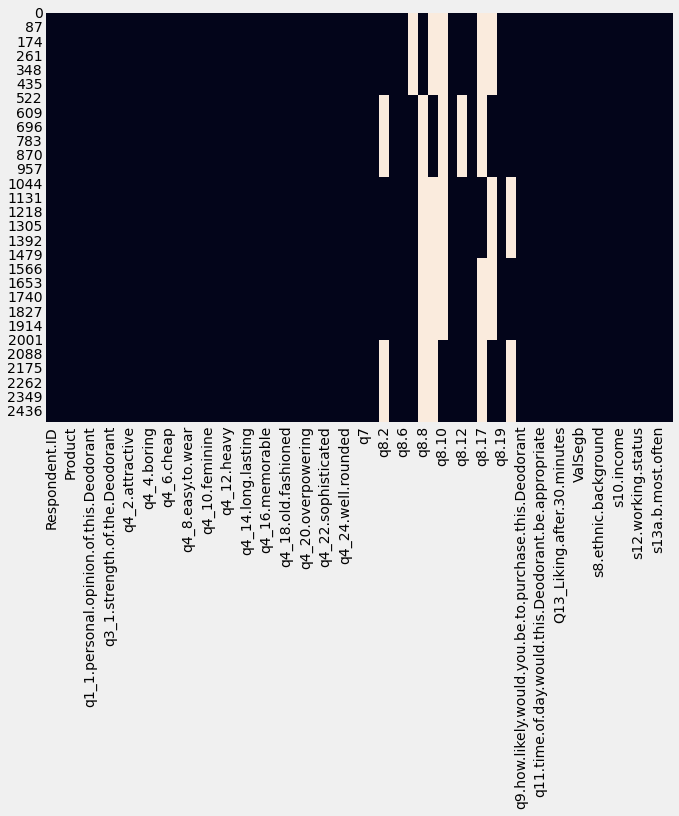 0
87
174
261
348
435
522
609
696
783
870
957
1044
1131
1218
1305
1392
1479
1566
1653
1740
1827
1914
2001
2088
2175
2262
2349
2436
Respondent.ID
Product
q1_1.personal.opinion.of.this.Deodorant
q3_1.strength.of.the.Deodorant
q4_2.attractive
q4_4.boring
q4_6.cheap
q4_8.easy.to.wear
q4_10.feminine
q4_12.heavy
q4_14.long.lasting
q4_16.memorable
q4_18.old.fashioned
q4_20.overpowering
q4_22.sophisticated
q4_24.well.rounded
q7
q8.2
q8.6
q8.8
q8.10
q8.12
q8.17
q8.19
q9.how.likely.would.you.be.to.purchase.this.Deodorant
q11.time.of.day.would.this.Deodorant.be.appropriate
Q13_Liking.after.30.minutes
ValSegb
s8.ethnic.background
s10.income
s12.working.status
s13a.b.most.often